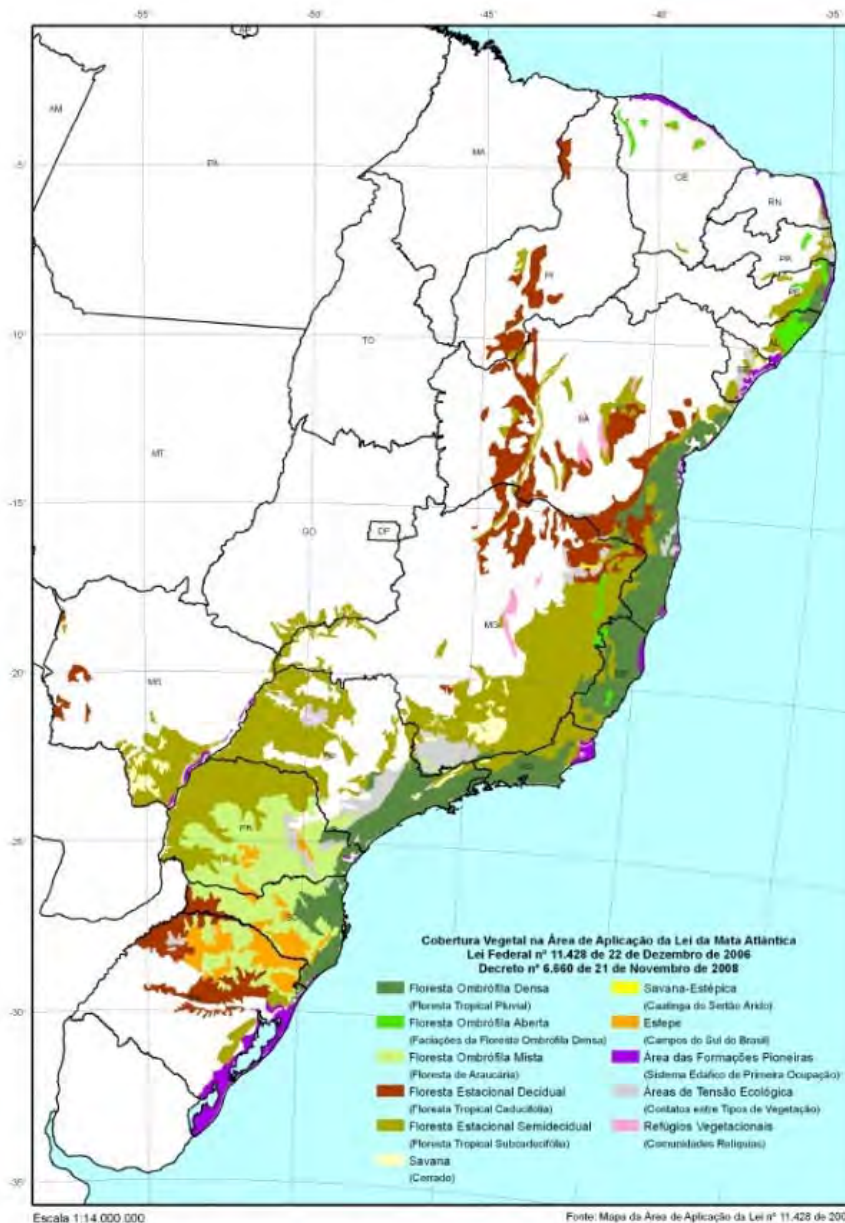 -55 -50 -45 -40 -35
AP
AM
PA
MA
CE
RN
-5
PB
PI
PE
TO
AL
-10
SE
BA
MT
-15
GO
DF
MG
MS
ES
-20
SP
RJ
PR
-25
SC
Cobertura Vegetal na Área de Aplicação da Lei da Mata Atlântica
Lei Federal nº 11.428 de 22 de Dezembro de 2006
Decreto nº 6.660 de 21 de Novembro de 2008
Floresta Ombrófila Densa
(Floresta Tropical Pluvial)
Floresta Ombrófila Aberta
(Faciações da Floresta Ombrófila Densa)
Floresta Ombrófila Mista
(Floresta de Araucária)
Floresta Estacional Decidual
(Floresta Tropical Caducifólia)
Floresta Estacional Semidecidual
(Floresta Tropical Subcaducifólia)
Savana
(Cerrado)
Savana-Estépica
(Caatinga do Sertão Árido)
Estepe
(Campos do Sul do Brasil)
Área das Formações Pioneiras
(Sistema Edáfico de Primeira Ocupação)
Áreas de Tensão Ecológica
(Contatos entre Tipos de Vegetação)
Refúgios Vegetacionais
(Comunidades Relíquias)
-30
-35
-55 -50 -45 -40
Escala 1:14.000.000
Fonte: Mapa da Área de Aplicação da Lei nº 11.428 de 200